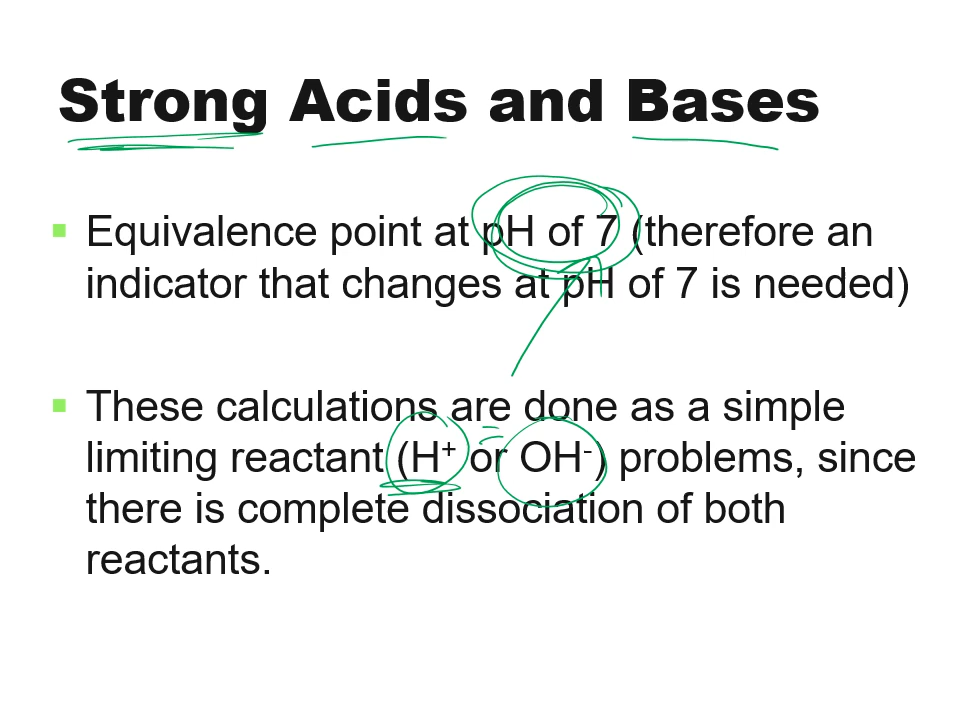 Strong Acids and Bases
Equivalence point at pH of 7 (therefore an
indicator that changes at pH of 7 is needed)
These calculations are done as a simple
limiting reactant (H⁺ or OH⁻) problems, since
there is complete dissociation of both
reactants.